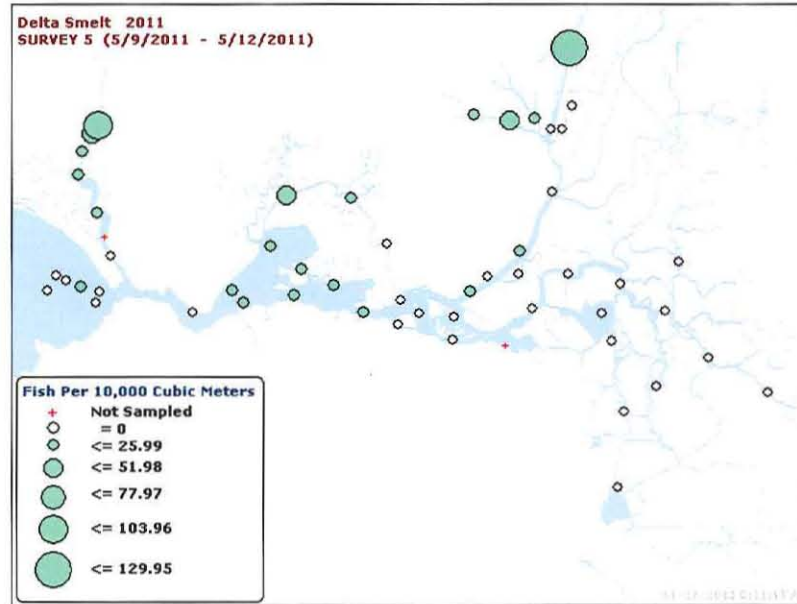 Delta Smelt 2011
SURVEY 5 (5/9/2011 - 5/12/2011)
Fish Per 10,000 Cubic Meters
+ Not Sampled
= 0
<= 25.99
<= 51.98
<= 77.97
<= 103.96
<= 129.95